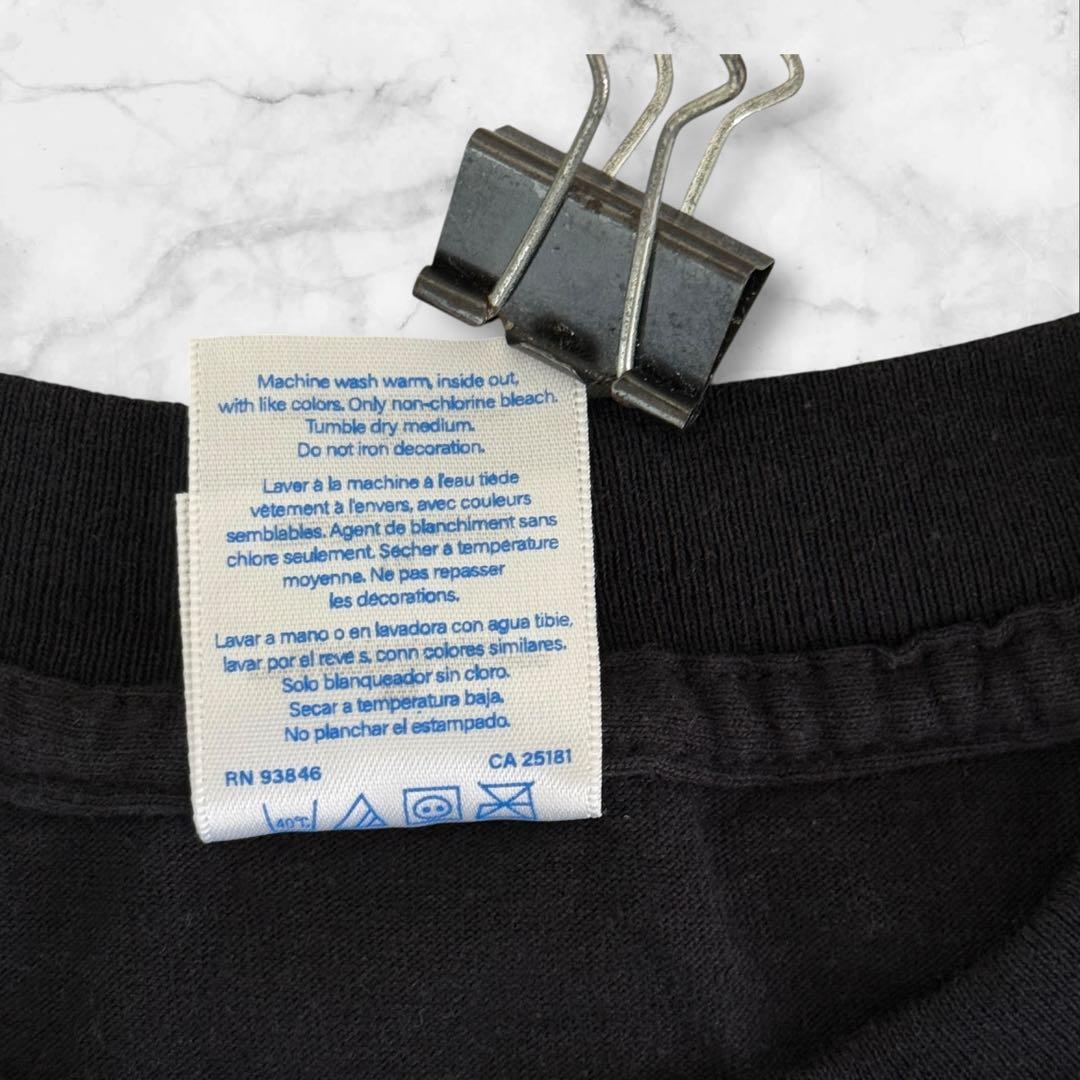 Machine wash warm, inside out,
with like colors. Only non-chlorine bleach.
Tumble dry medium.
Do not iron decoration.
Laver à la machine à l'eau tiède
vètement à l'envers, avec couleurs
semblables. Agent de blanchiment sans
chlore seulement. Sécher à température
moyenne. Ne pas repasser
les décorations.
Lavar a mano o en lavadora con agua tibie,
lavar por el reve s, conn colores similares.
Solo blanqueador sin cloro.
Secar a temperatura baja.
No planchar el estampado.
RN 93846
CA 25181
40°C